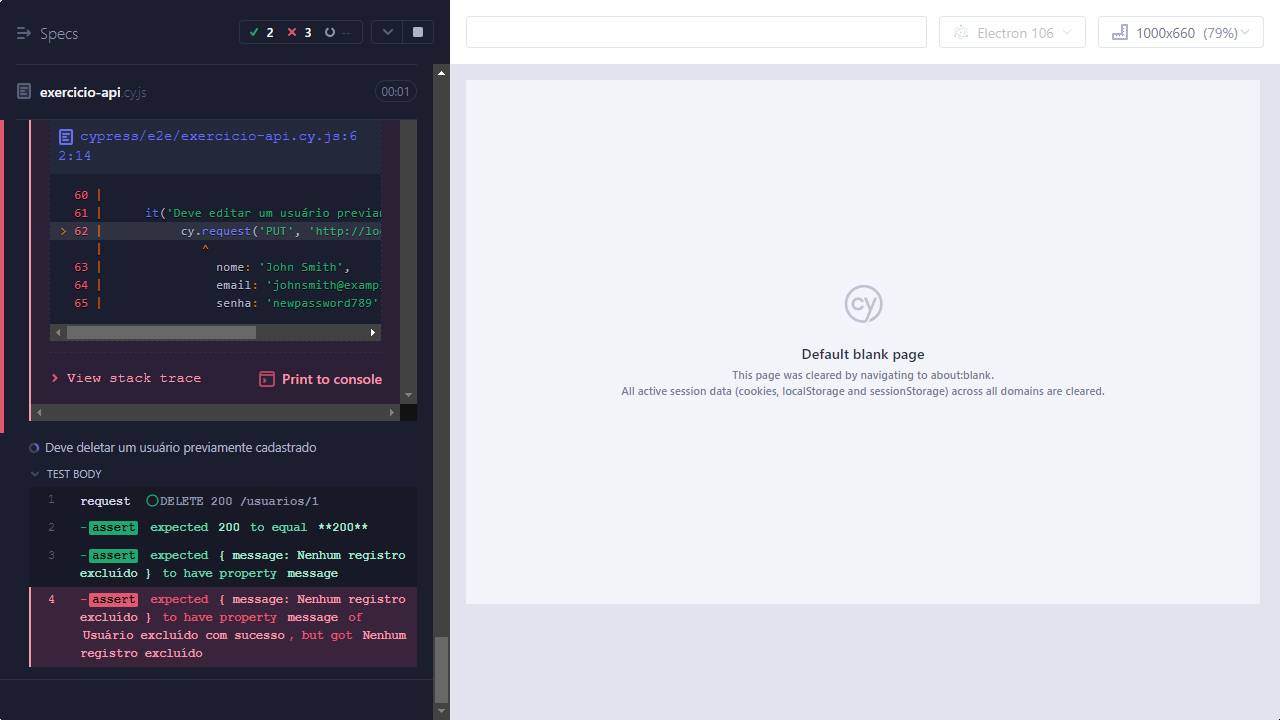 Specs
2
3
--
Electron 106
1000x660 (79%)
exercicio-api.cy.js
00:01
cypress/e2e/exercicio-api.cy.js:6
2:14
60 |
61 | it('Deve editar um usuário previa
> 62 | cy.request('PUT', 'http://lo
| ^
63 | nome: 'John Smith',
64 | email: 'johnsmith@examp
65 | senha: 'newpassword789'
View stack trace
Print to console
Deve deletar um usuário previamente cadastrado
TEST BODY
1 request DELETE 200 /usuarios/1
2 -assert expected 200 to equal **200**
3 -assert expected { message: Nenhum registro
excluído } to have property message
4 -assert expected { message: Nenhum registro
excluído } to have property message of
Usuário excluído com sucesso, but got Nenhum
registro excluído
cy
Default blank page
This page was cleared by navigating to about:blank.
All active session data (cookies, localStorage and sessionStorage) across all domains are cleared.